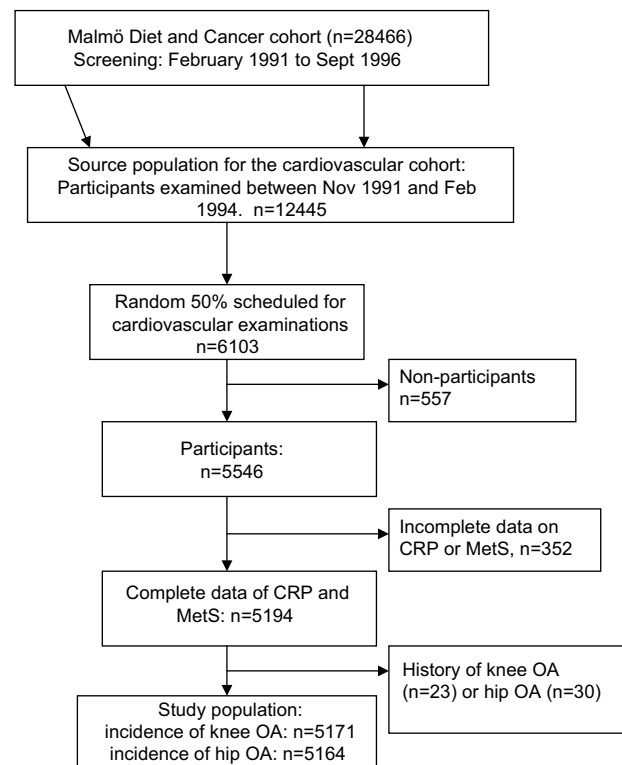 Malmö Diet and Cancer cohort (n=28466)
Screening: February 1991 to Sept 1996
Source population for the cardiovascular cohort:
Participants examined between Nov 1991 and Feb
1994.  n=12445
Random 50% scheduled for
cardiovascular examinations
n=6103
Non-participants
n=557
Participants:
n=5546
Incomplete data on
CRP or MetS, n=352
Complete data of CRP and
MetS: n=5194
History of knee OA
(n=23) or hip OA (n=30)
Study population:
incidence of knee OA: n=5171
incidence of hip OA: n=5164